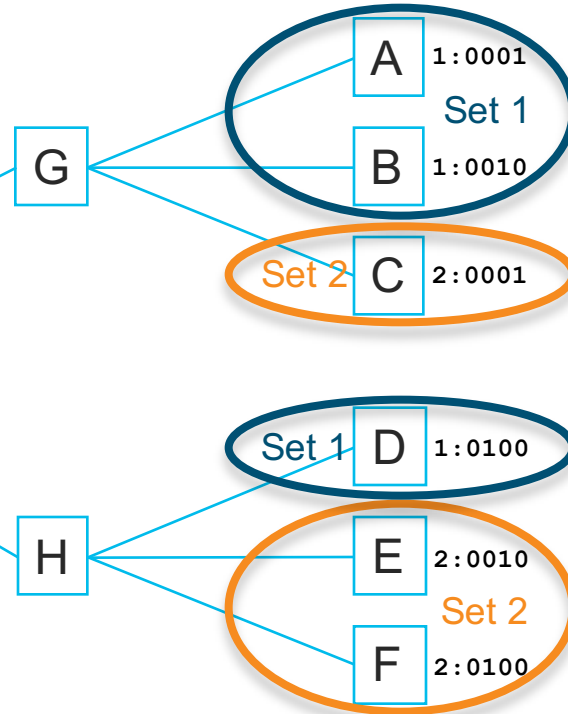 A 1:0001
Set 1
G
B 1:0010
Set 2 C 2:0001
Set 1 D 1:0100
H
E 2:0010
Set 2
F 2:0100